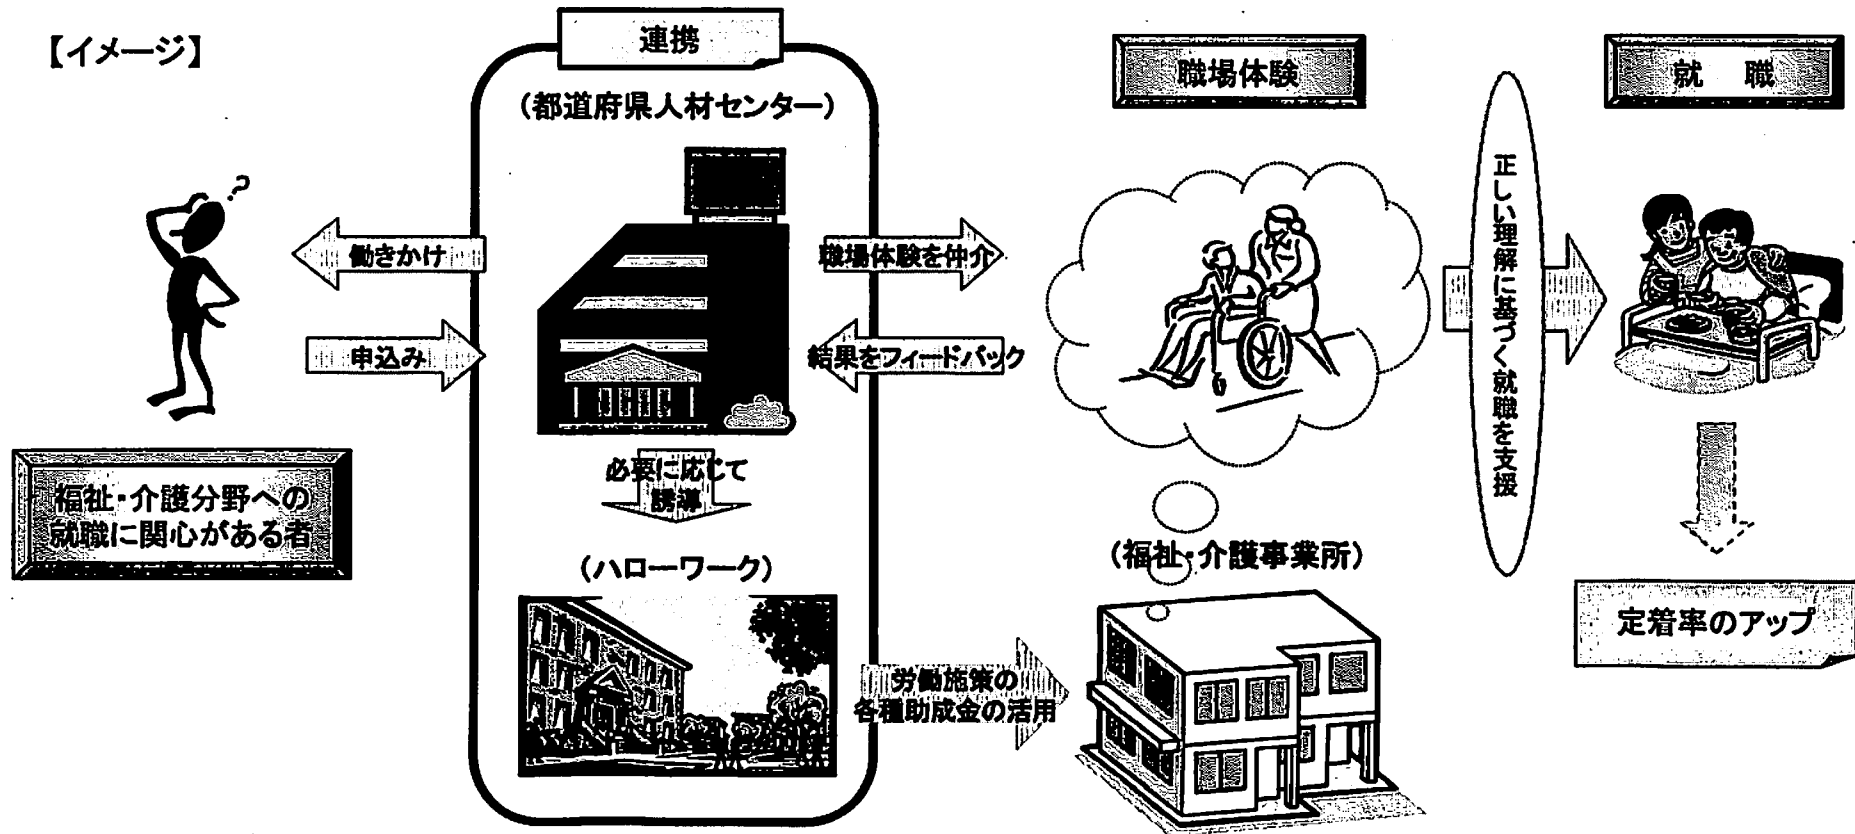 【イメージ】
連携
(都道府県人材センター)
職場体験
就 職
働きかけ
申込み
職場体験を仲介
結果をフィードバック
正しい理解に基づく就職を支援
?
福祉・介護分野への
就職に関心がある者
必要に応じて
誘導
(ハローワーク)
(福祉・介護事業所)
労働施策の
各種助成金の活用
定着率のアップ